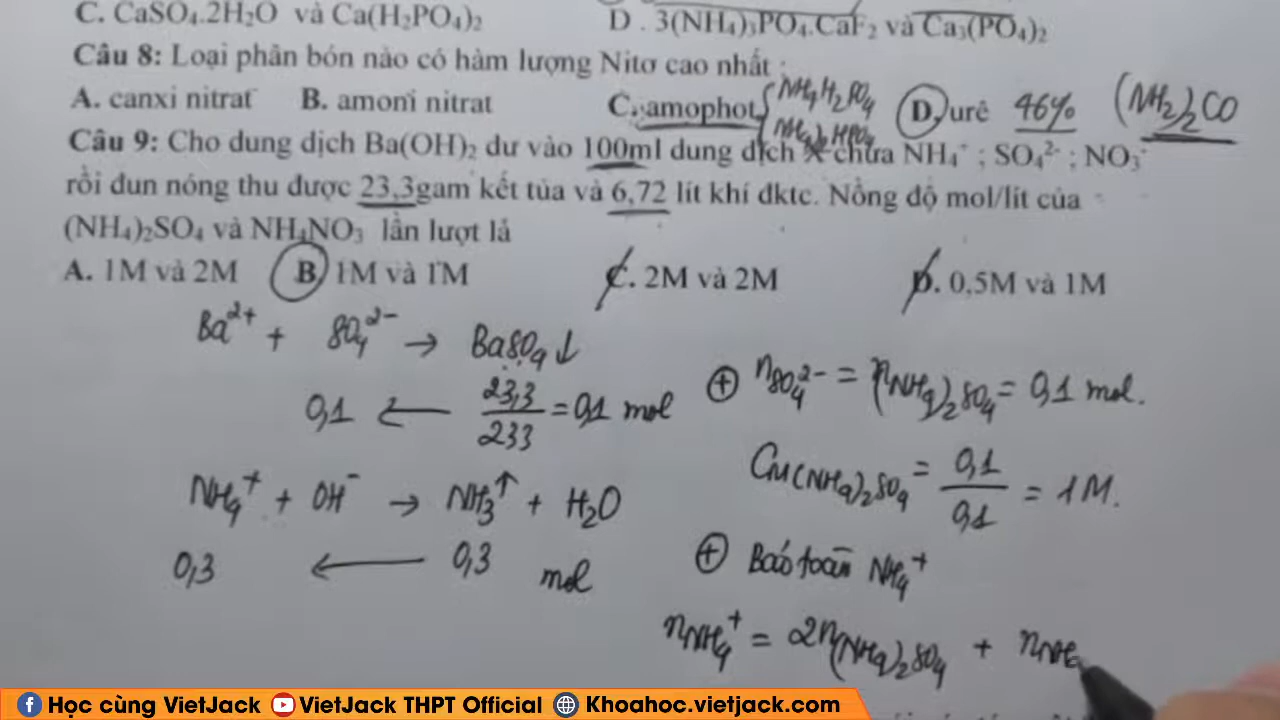 C. CaSO₄.2H₂O và Ca(H₂PO₄)₂ D . 3(NH₄)₃PO₄.CaF₂ và Ca₃(PO₄)₂
Câu 8: Loại phân bón nào có hàm lượng Nitơ cao nhất :
A. canxi nitrat B. amoni nitrat C. amophot { NH₄H₂PO₄ (NH₄)₂HPO₄ D. urê 46% (NH₂)₂CO
Câu 9: Cho dung dịch Ba(OH)₂ dư vào 100ml dung dịch X chứa NH₄⁺ ; SO₄²⁻ ; NO₃⁻
rồi đun nóng thu được 23,3gam kết tủa và 6,72 lít khí đktc. Nồng độ mol/lít của
(NH₄)₂SO₄ và NH₄NO₃ lần lượt là
A. 1M và 2M B. 1M và 1M C. 2M và 2M D. 0,5M và 1M
Ba²⁺ + SO₄²⁻ → BaSO₄↓
0,1 ← 23,3/233 = 0,1 mol
NH₄⁺ + OH⁻ → NH₃↑ + H₂O
0,3 ← 0,3 mol
⊕ nSO₄²⁻ = n(NH₄)₂SO₄ = 0,1 mol.
CM(NH₄)₂SO₄ = 0,1/0,1 = 1M.
⊕ Bảo toàn NH₄⁺
nNH₄⁺ = 2n(NH₄)₂SO₄ + nNH
Học cùng VietJack VietJack THPT Official Khoahoc.vietjack.com